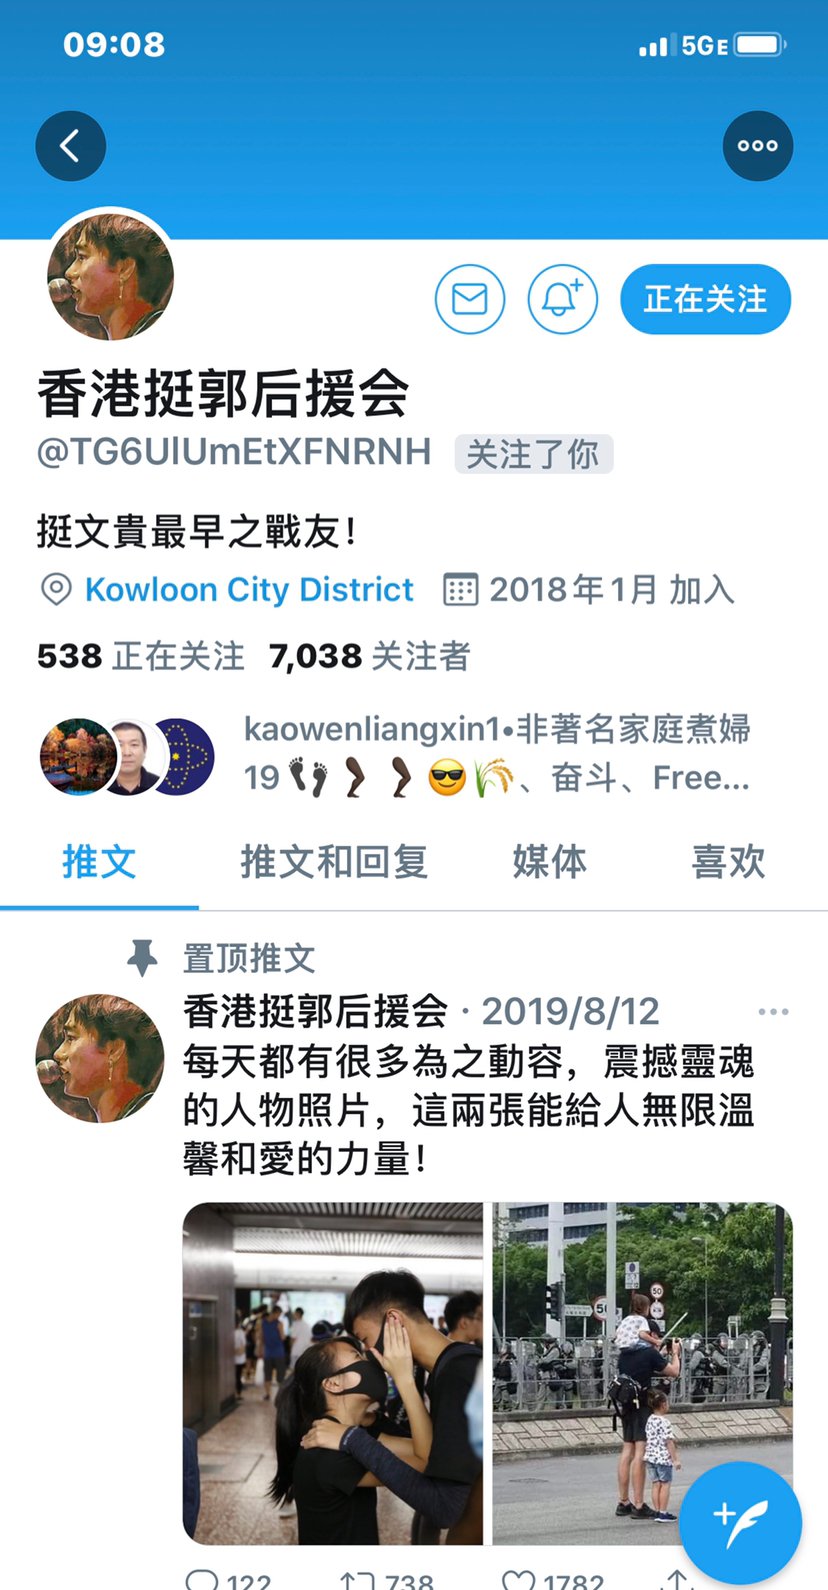 09:08
5GE
正在关注
香港挺郭后援会
@TG6UlUmEtXFNRNH 关注了你
挺文貴最早之戰友！
Kowloon City District 2018年1月 加入
538 正在关注 7,038 关注者
kaowenliangxin1•非著名家庭煮婦
19👣🦵🏿🦵🏿😎🌾、奋斗、Free...
推文 推文和回复 媒体 喜欢
置顶推文
香港挺郭后援会 · 2019/8/12
每天都有很多為之動容，震撼靈魂
的人物照片，這兩張能給人無限溫
馨和愛的力量！
50
50
122 738 1782